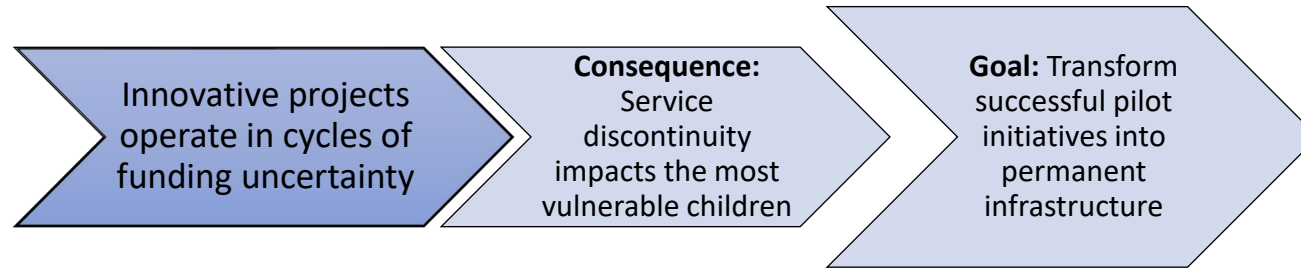 Innovative projects
operate in cycles of
funding uncertainty
Consequence:
Service
discontinuity
impacts the most
vulnerable children
Goal: Transform
successful pilot
initiatives into
permanent
infrastructure